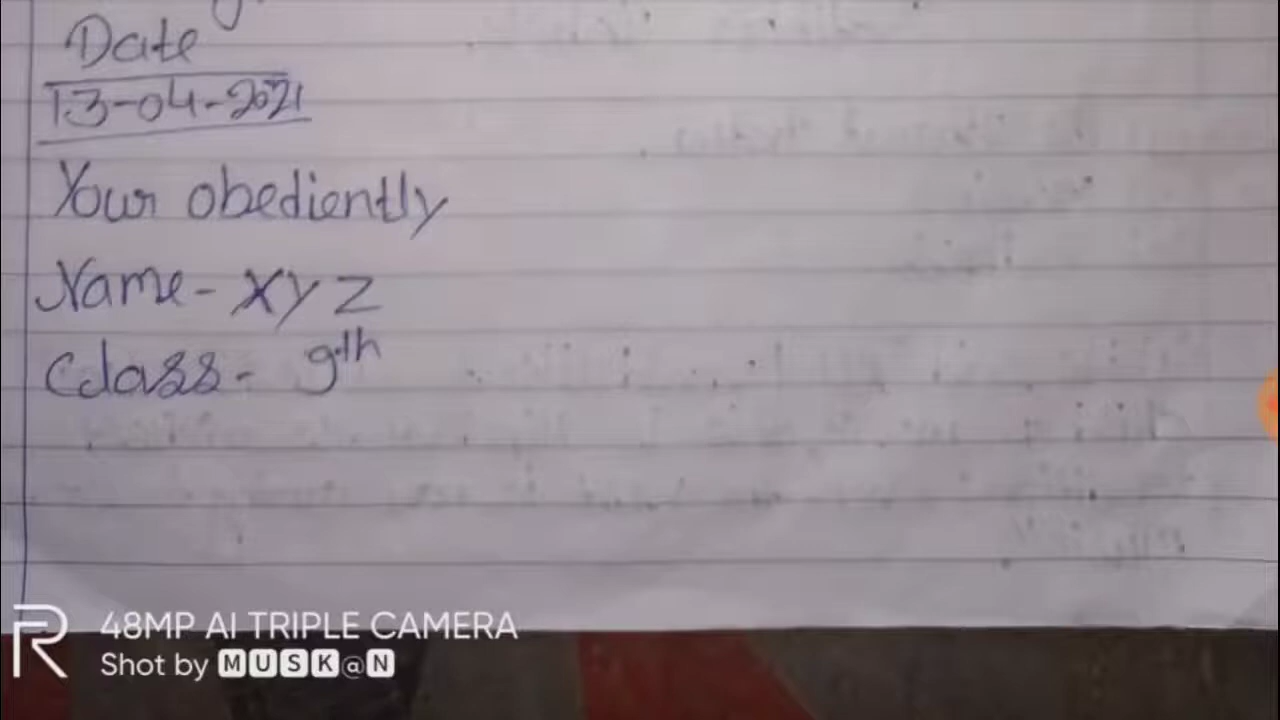 Date
13-04-2021
Your obediently
Name - XYZ
Class - 9th
48MP AI TRIPLE CAMERA
Shot by MUSK@N